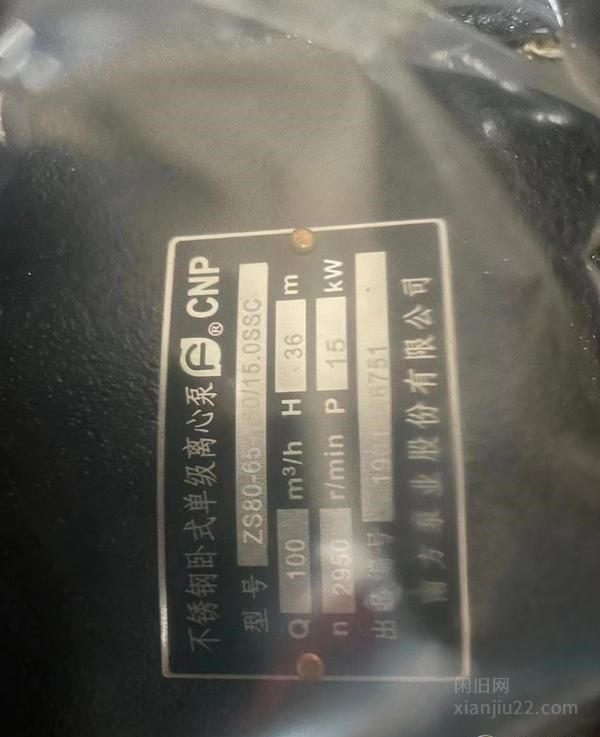 不锈钢卧式单级离心泵 ® CNP
型号 ZS80-65-160/15.0SSC
Q 100 m³/h H 36 m
n 2950 r/min P 15 kW
出品编号
南方泵业股份有限公司
闲旧网
xianjiu22.com